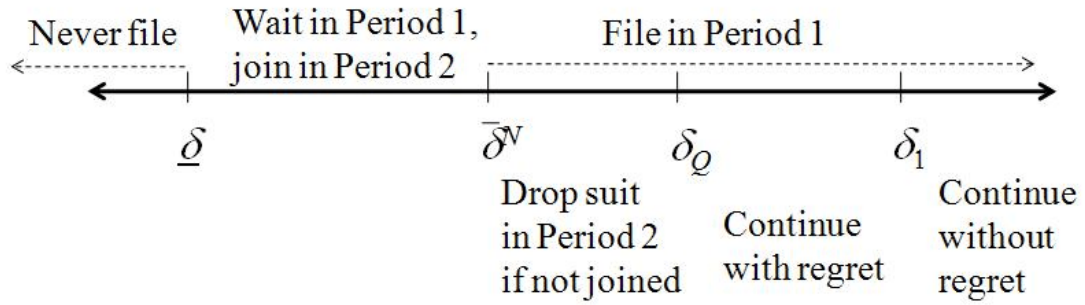 Never file
Wait in Period 1,
join in Period 2
File in Period 1
δ̲
δ̅ᴺ
δ_Q
δ₁
Drop suit
in Period 2
if not joined
Continue
with regret
Continue
without
regret